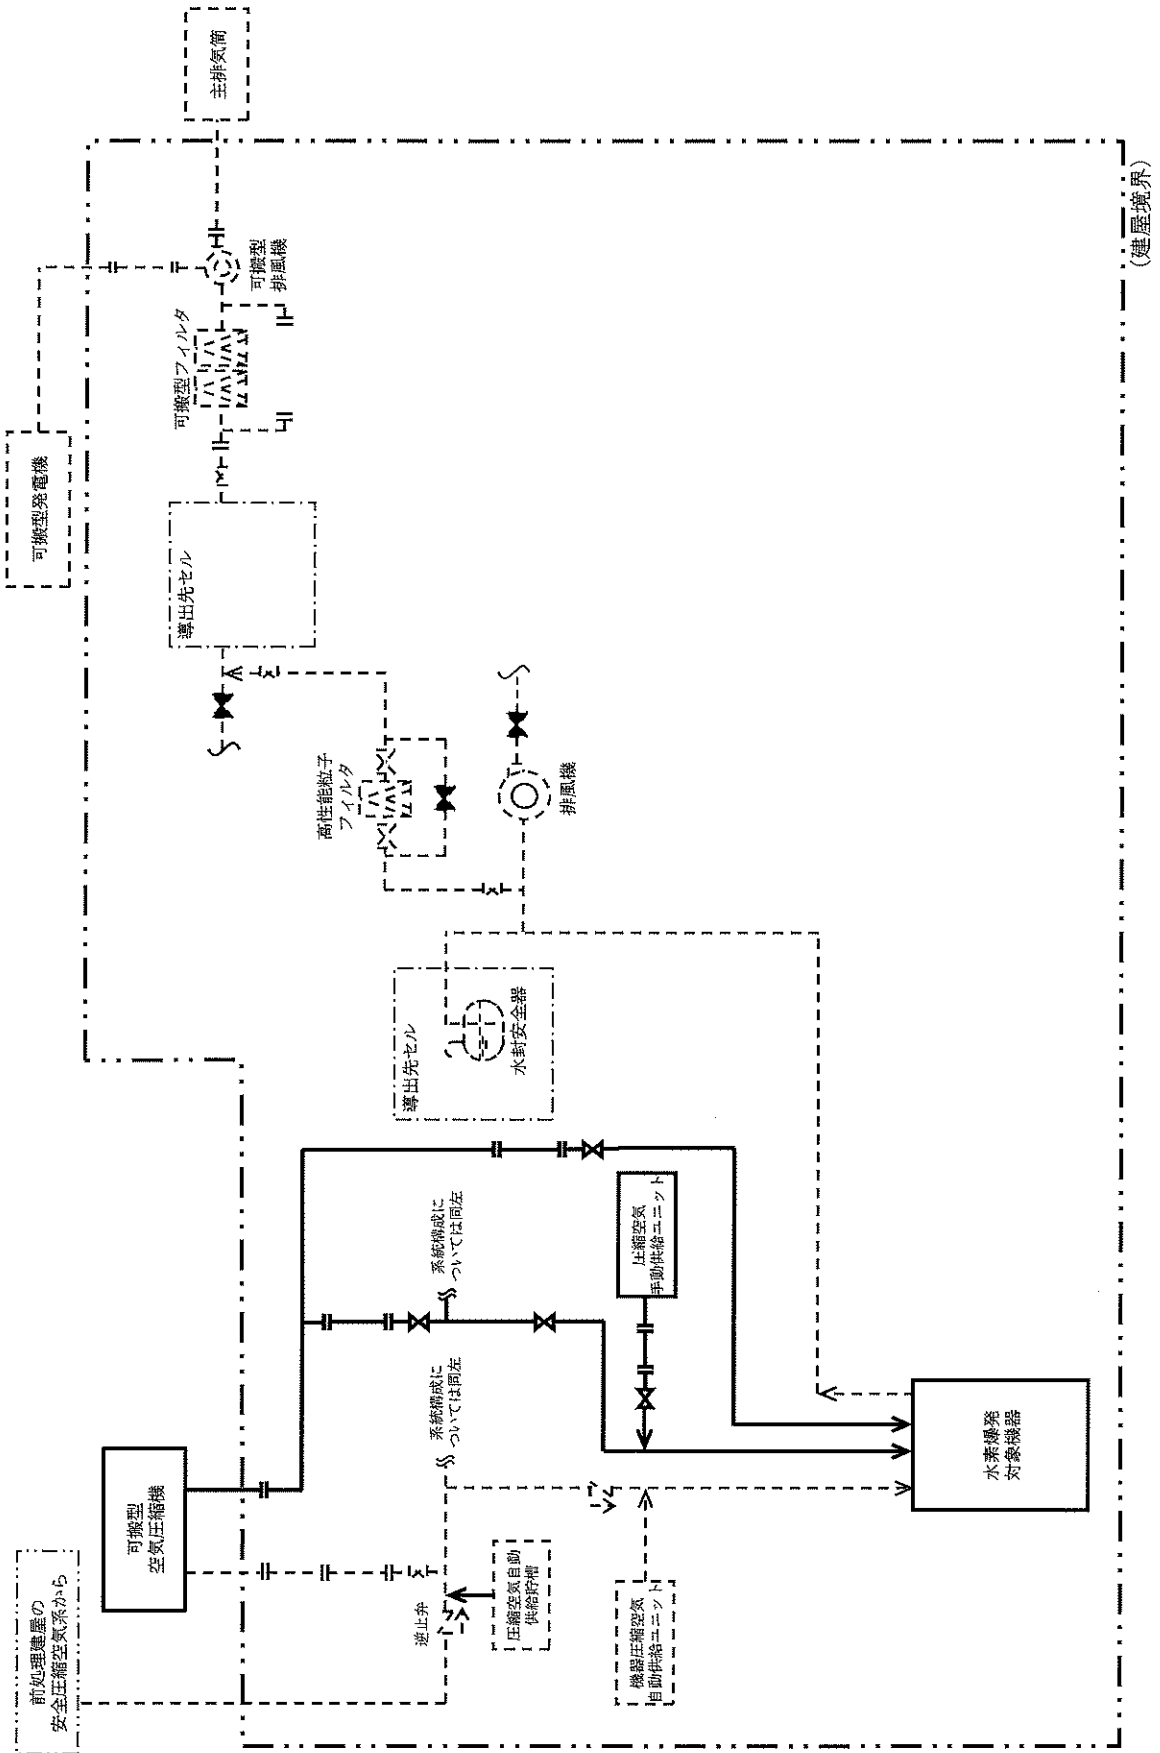 前処理建屋の
安全圧縮空気系から
可搬型
空気圧縮機
逆止弁
圧縮空気自動
供給貯槽
機器圧縮空気
自動供給ユニット
系統構成に
ついては同左
系統構成に
ついては同左
圧縮空気
手動供給ユニット
水素爆発
対象機器
導出先セル
水封安全器
高性能粒子
フィルタ
排風機
導出先セル
可搬型発電機
可搬型フィルタ
可搬型
排風機
主排気筒
(建屋境界)